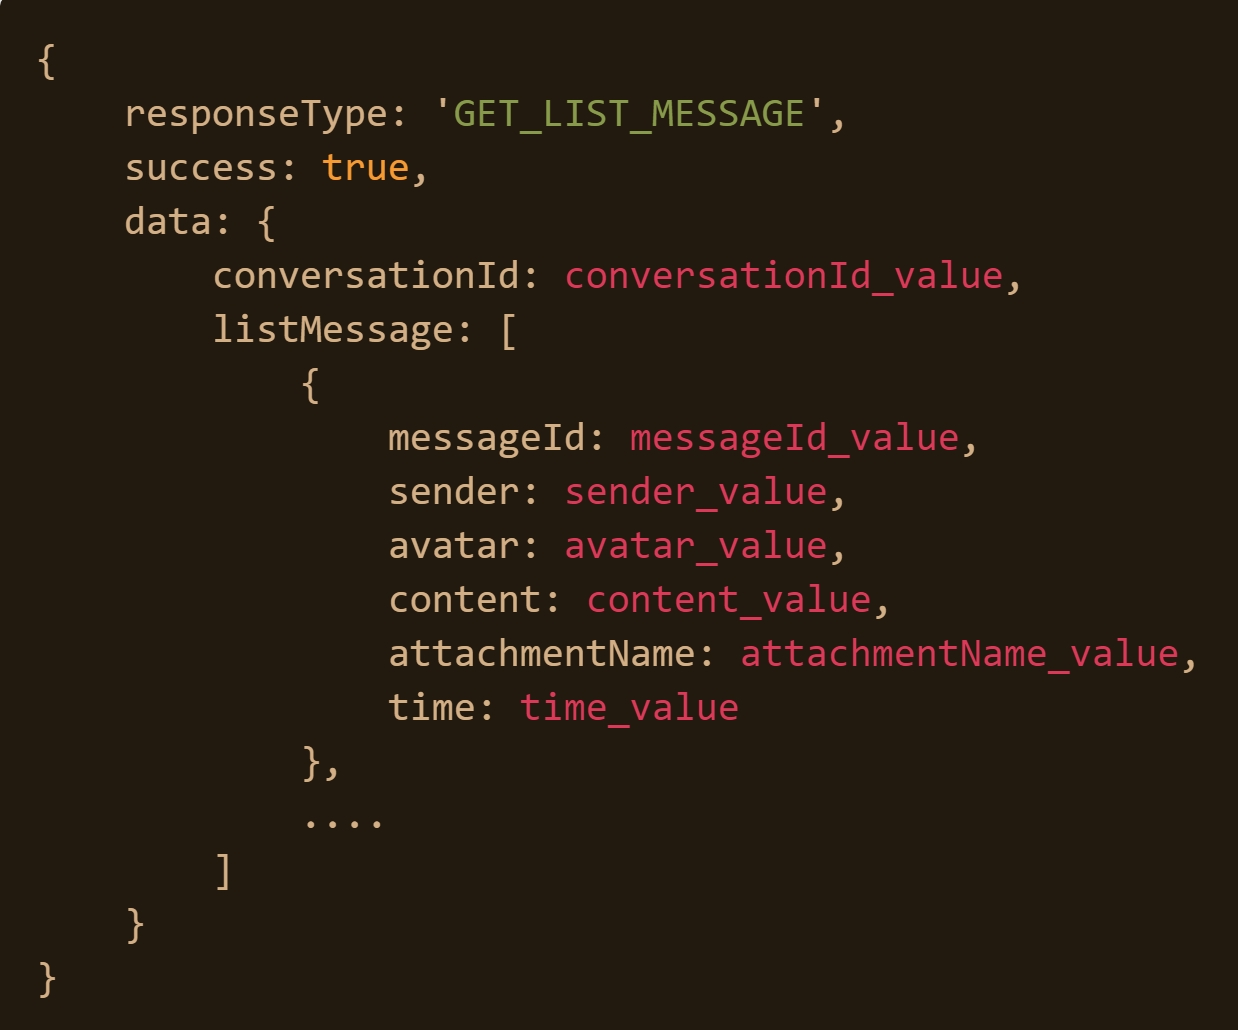 {
    responseType: 'GET_LIST_MESSAGE',
    success: true,
    data: {
        conversationId: conversationId_value,
        listMessage: [
            {
                messageId: messageId_value,
                sender: sender_value,
                avatar: avatar_value,
                content: content_value,
                attachmentName: attachmentName_value,
                time: time_value
            },
            ....
        ]
    }
}